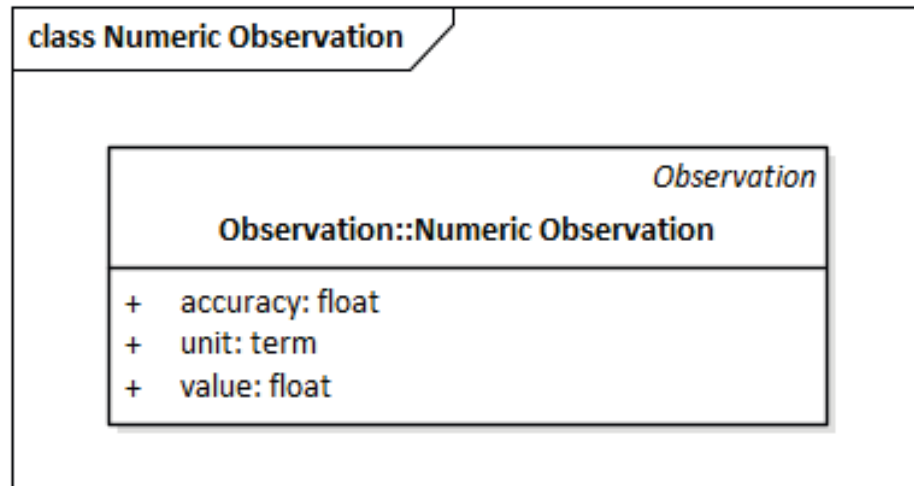 class Numeric Observation
Observation
Observation::Numeric Observation
+ accuracy: float
+ unit: term
+ value: float